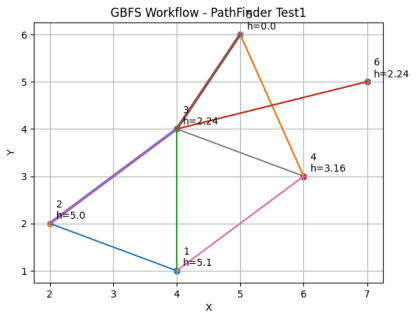 GBFS Workflow - PathFinder Test1
h=0.0
6
h=2.24
3
h=2.24
4
h=3.16
2
h=5.0
1
h=5.1
6
5
4
3
2
1
Y
2 3 4 5 6 7
X